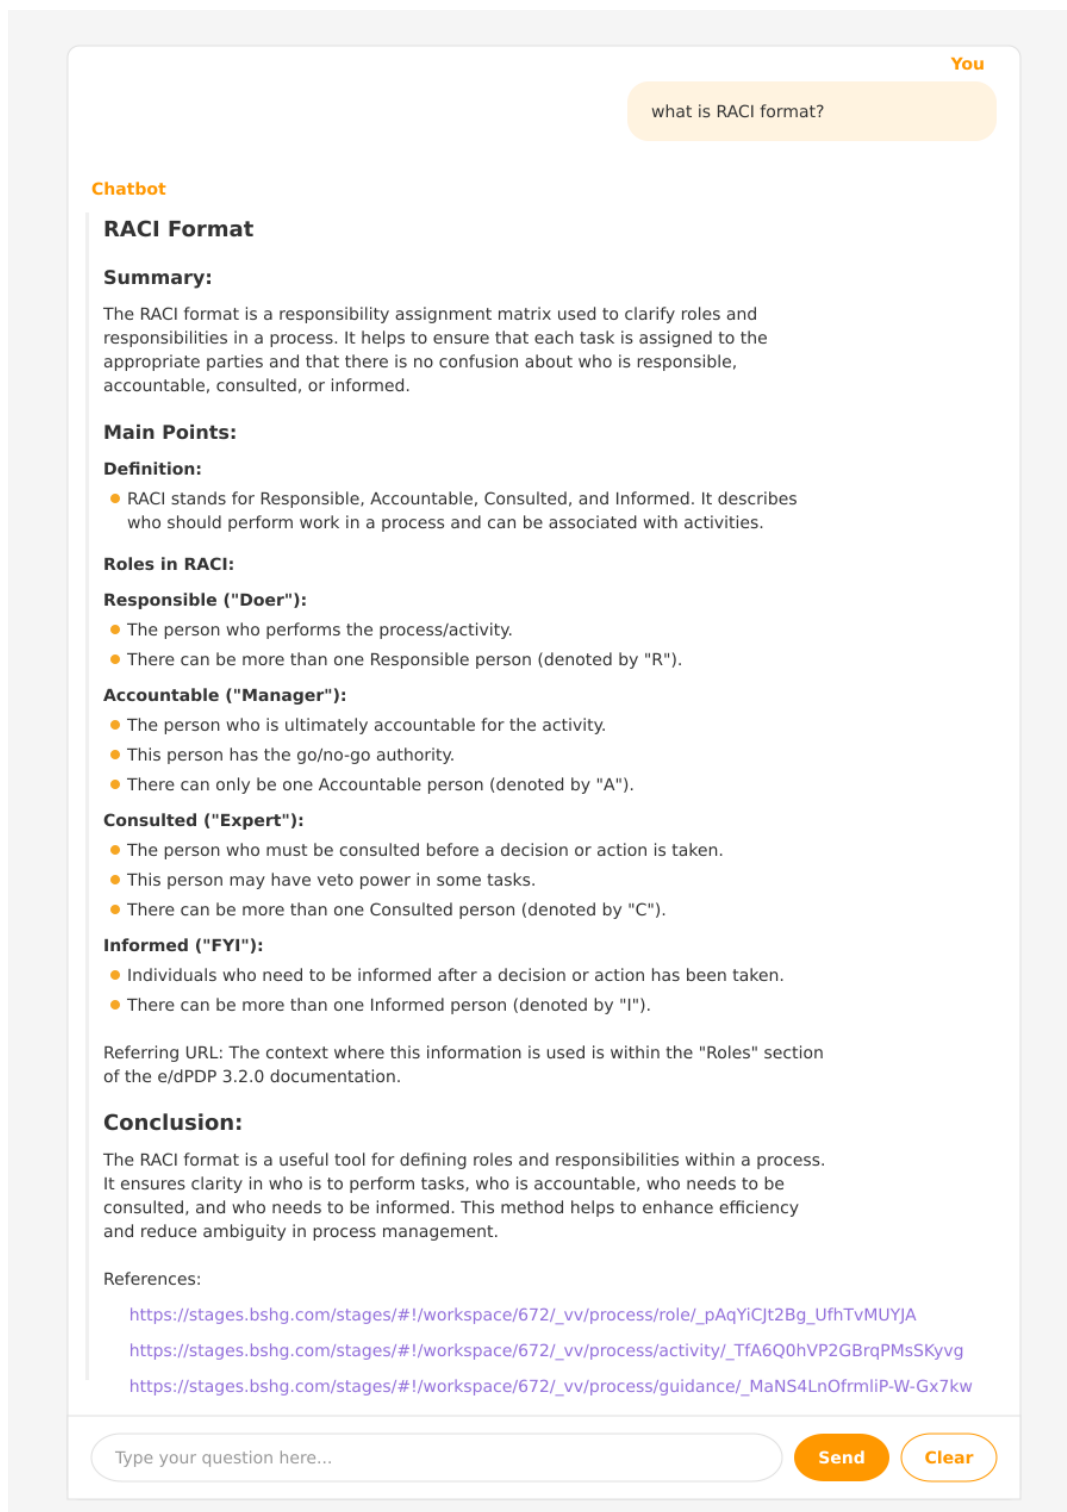 You
what is RACI format?
Chatbot
RACI Format
Summary:
The RACI format is a responsibility assignment matrix used to clarify roles and
responsibilities in a process. It helps to ensure that each task is assigned to the
appropriate parties and that there is no confusion about who is responsible,
accountable, consulted, or informed.
Main Points:
Definition:
RACI stands for Responsible, Accountable, Consulted, and Informed. It describes
who should perform work in a process and can be associated with activities.
Roles in RACI:
Responsible ("Doer"):
The person who performs the process/activity.
There can be more than one Responsible person (denoted by "R").
Accountable ("Manager"):
The person who is ultimately accountable for the activity.
This person has the go/no-go authority.
There can only be one Accountable person (denoted by "A").
Consulted ("Expert"):
The person who must be consulted before a decision or action is taken.
This person may have veto power in some tasks.
There can be more than one Consulted person (denoted by "C").
Informed ("FYI"):
Individuals who need to be informed after a decision or action has been taken.
There can be more than one Informed person (denoted by "I").
Referring URL: The context where this information is used is within the "Roles" section
of the e/dPDP 3.2.0 documentation.
Conclusion:
The RACI format is a useful tool for defining roles and responsibilities within a process.
It ensures clarity in who is to perform tasks, who is accountable, who needs to be
consulted, and who needs to be informed. This method helps to enhance efficiency
and reduce ambiguity in process management.
References:
https://stages.bshg.com/stages/#!/workspace/672/_vv/process/role/_pAqYiCJt2Bg_UfhTvMUYJA
https://stages.bshg.com/stages/#!/workspace/672/_vv/process/activity/_TfA6Q0hVP2GBrqPMsSKyvg
https://stages.bshg.com/stages/#!/workspace/672/_vv/process/guidance/_MaNS4LnOfrmliP-W-Gx7kw
Type your question here...
Send
Clear